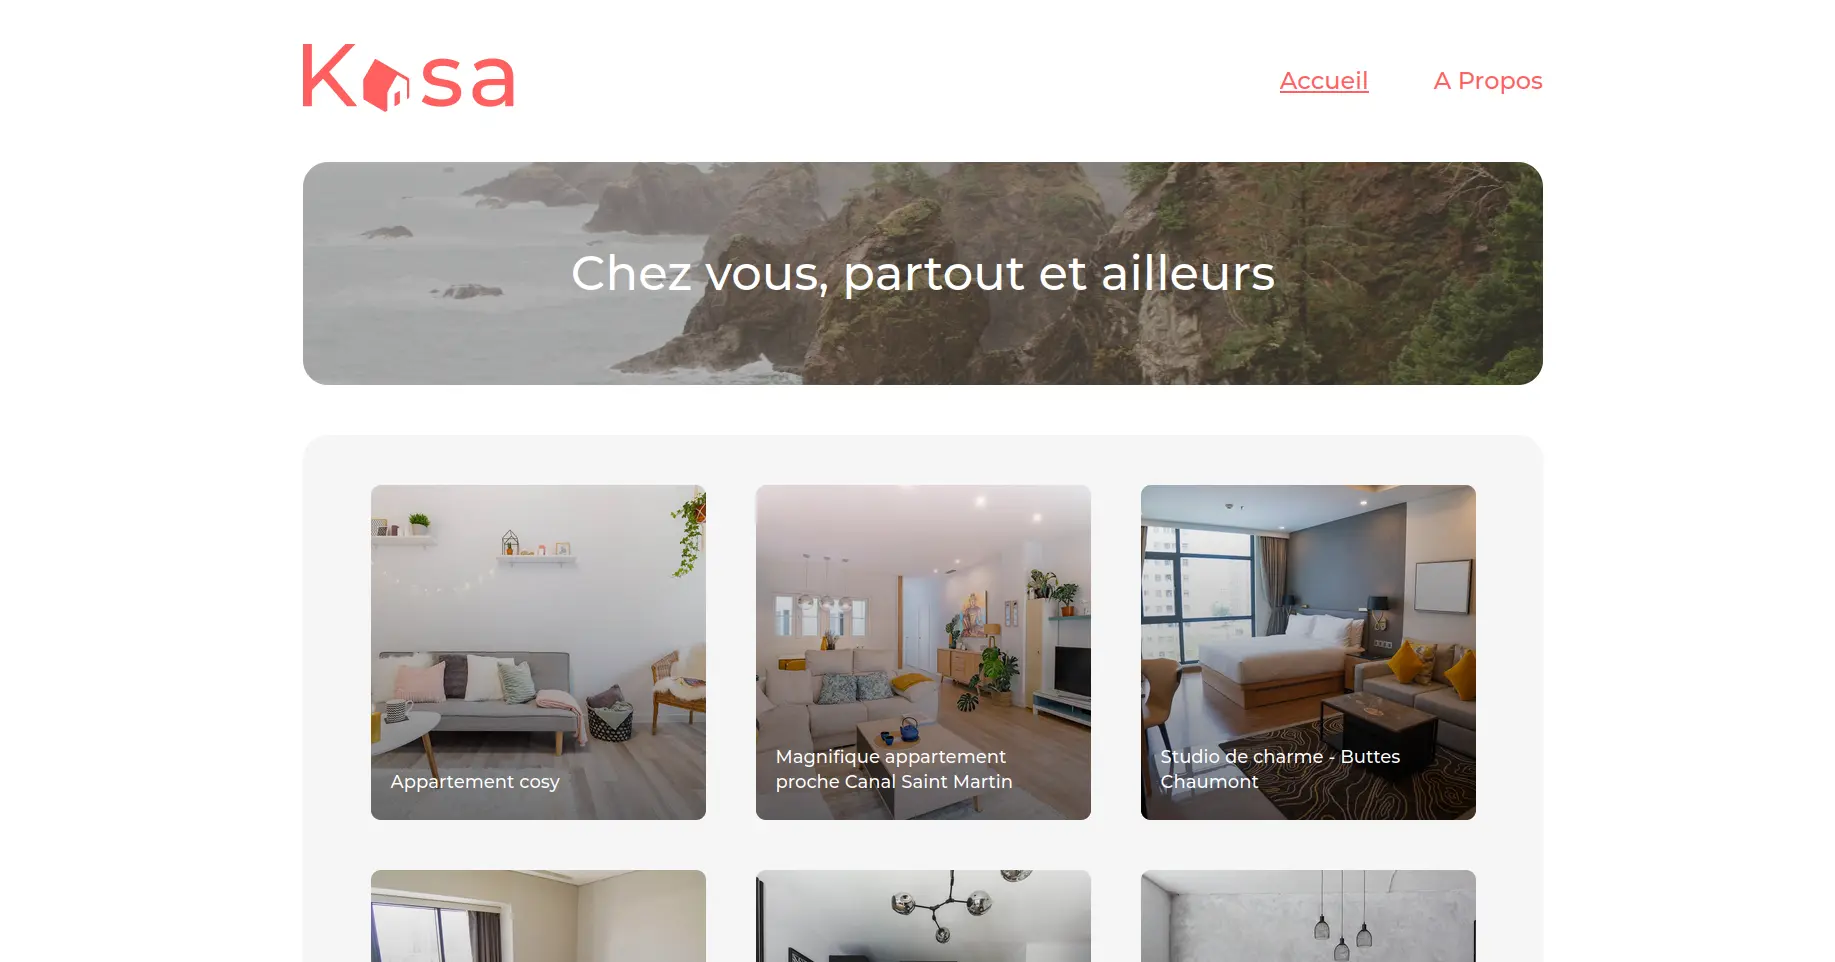 Kasa
Accueil
A Propos
Chez vous, partout et ailleurs
Appartement cosy
Magnifique appartement
proche Canal Saint Martin
Studio de charme - Buttes
Chaumont